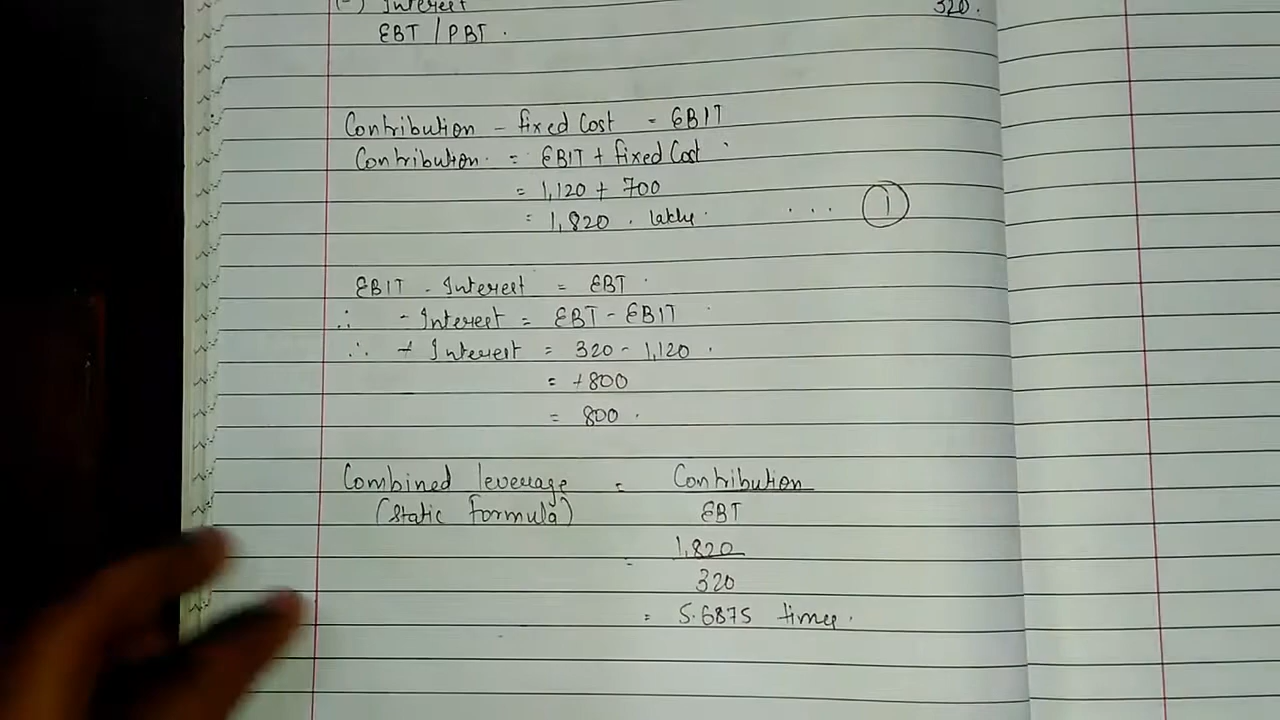 (-) Interest 320.
EBT / PBT.
Contribution - fixed Cost = EBIT
Contribution = EBIT + fixed Cost
= 1,120 + 700
= 1,820. lakhs. ... 1
EBIT - Interest = EBT.
∴ - Interest = EBT - EBIT
∴ + Interest = 320 - 1,120.
= +800
= 800.
Combined leverage = Contribution
(Static formula) EBT
= 1,820
320
= 5.6875 times.